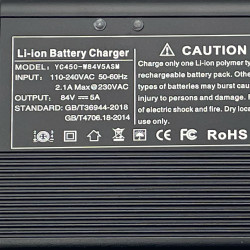 Li-ion Battery Charger
MODEL: YC450-W84V5ASM
INPUT: 110-240VAC 50-60Hz
2.1A Max@230VAC
OUTPUT: 84V ⎓ 5A
STANDARD: GB/T36944-2018
GB/T4706.18-2014
CAUTION
Charge only one Li-ion polymer ty
rechargeable battery pack. Othe
of batteries may burst cau
injury to persons and damage.
of electric shock and fire. Dry loca
use only.
FC CE RoHS